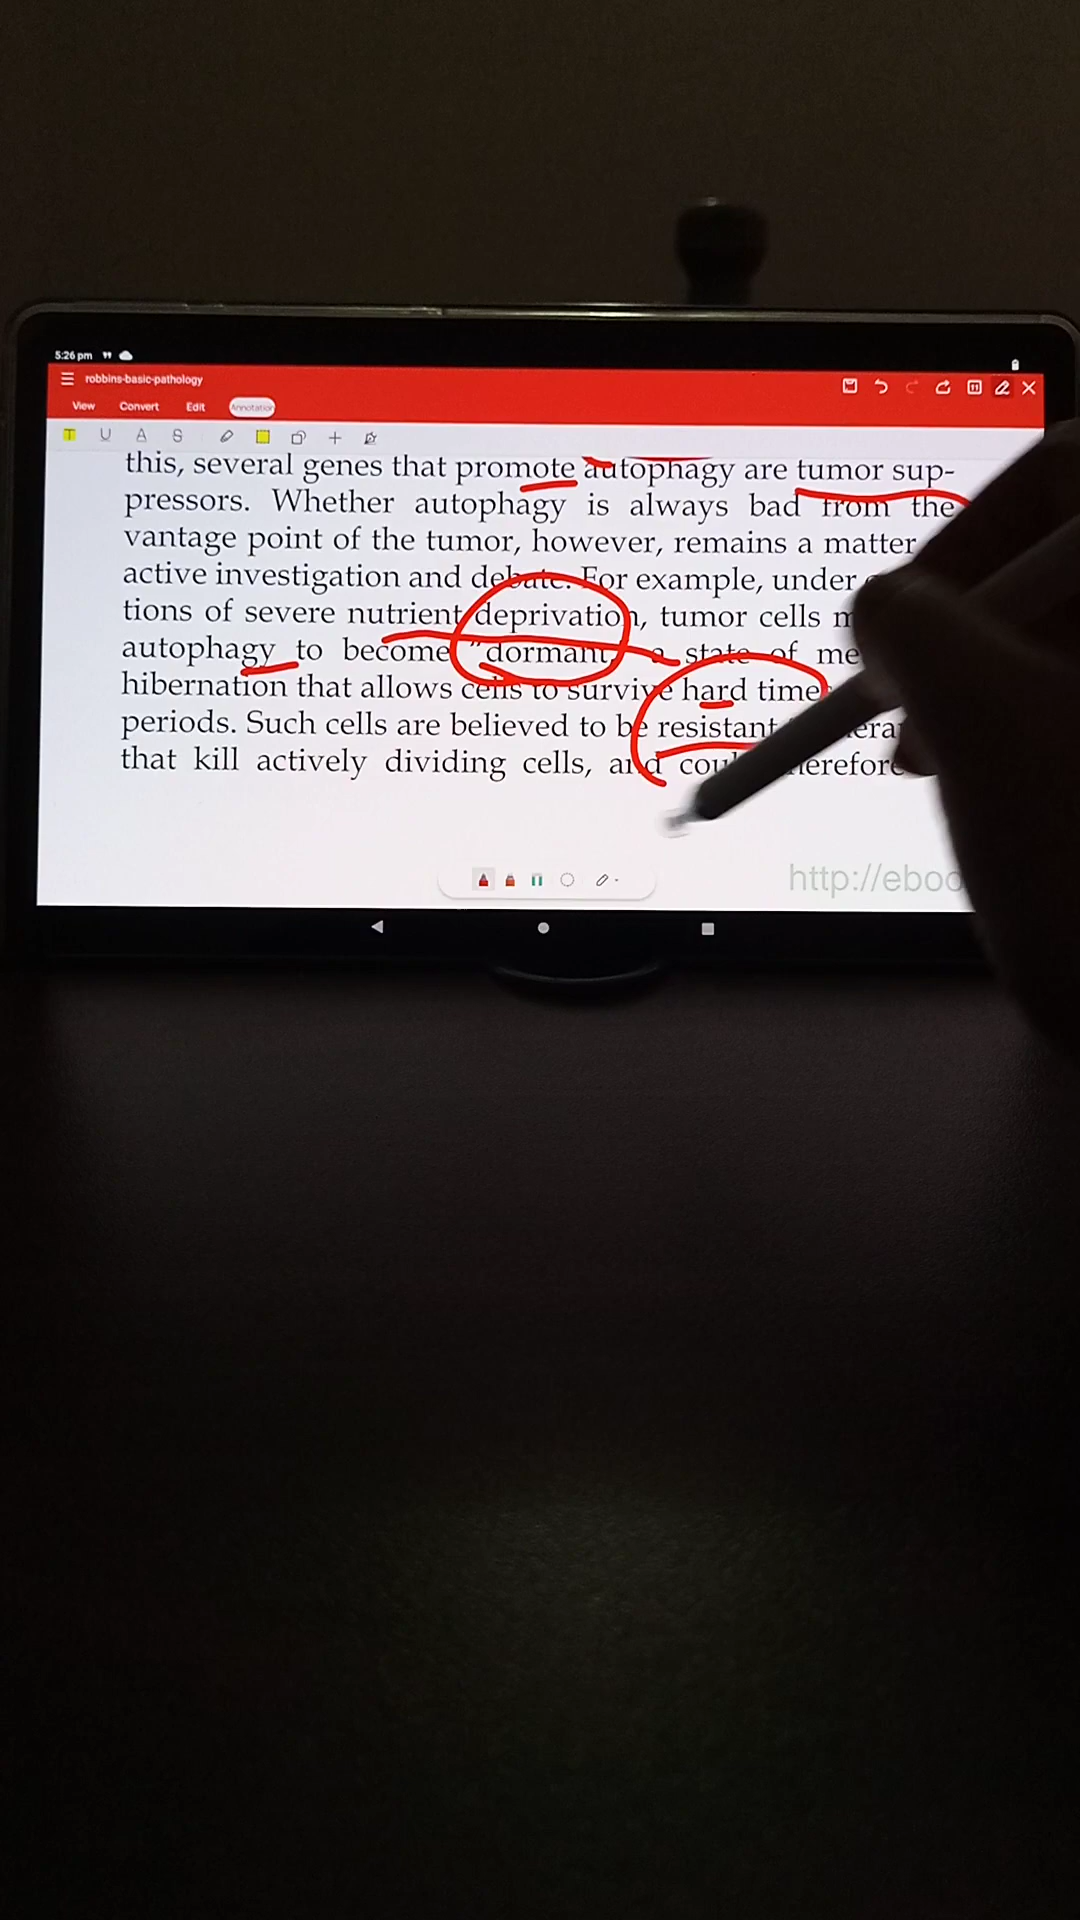 5:26 pm
robbins-basic-pathology
View Convert Edit Annotation
T U A S
this, several genes that promote autophagy are tumor sup-
pressors. Whether autophagy is always bad from the
vantage point of the tumor, however, remains a matter
active investigation and debate. For example, under
tions of severe nutrient deprivation, tumor cells
autophagy to become "dormant," a state of
hibernation that allows cells to survive hard time
periods. Such cells are believed to be resistant
that kill actively dividing cells, and could therefore
http://eboo